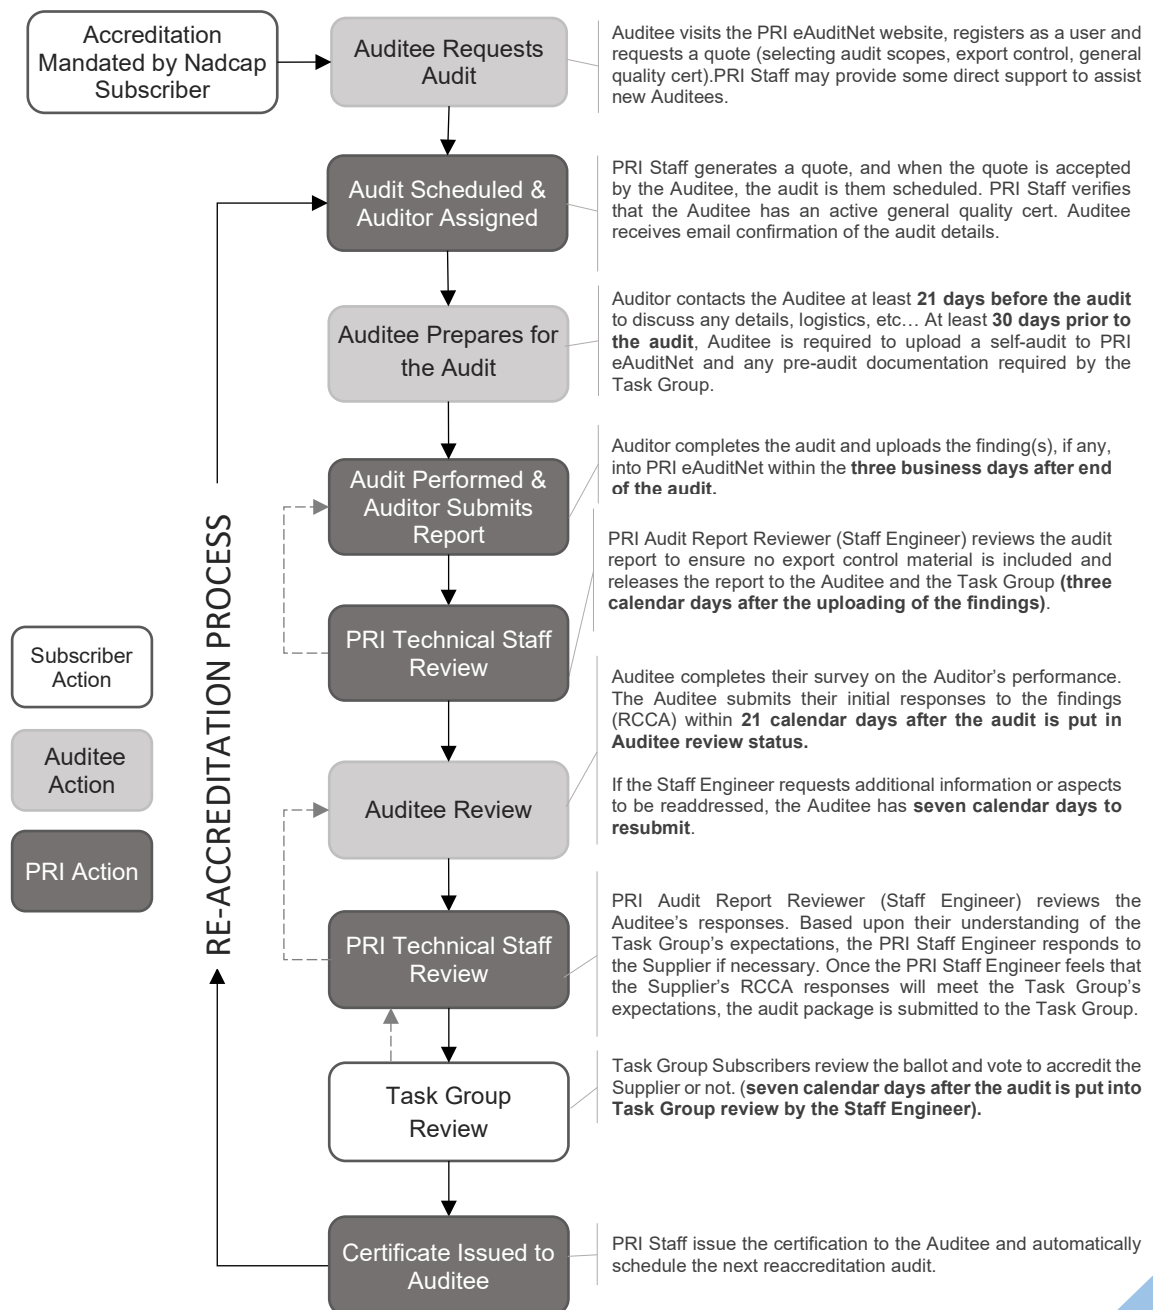 Accreditation
Mandated by Nadcap
Subscriber
Auditee Requests
Audit
Auditee visits the PRI eAuditNet website, registers as a user and
requests a quote (selecting audit scopes, export control, general
quality cert).PRI Staff may provide some direct support to assist
new Auditees.
Audit Scheduled &
Auditor Assigned
PRI Staff generates a quote, and when the quote is accepted
by the Auditee, the audit is them scheduled. PRI Staff verifies
that the Auditee has an active general quality cert. Auditee
receives email confirmation of the audit details.
Auditee Prepares for
the Audit
Auditor contacts the Auditee at least 21 days before the audit
to discuss any details, logistics, etc… At least 30 days prior to
the audit, Auditee is required to upload a self-audit to PRI
eAuditNet and any pre-audit documentation required by the
Task Group.
Audit Performed &
Auditor Submits
Report
Auditor completes the audit and uploads the finding(s), if any,
into PRI eAuditNet within the three business days after end
of the audit.
PRI Technical Staff
Review
PRI Audit Report Reviewer (Staff Engineer) reviews the audit
report to ensure no export control material is included and
releases the report to the Auditee and the Task Group (three
calendar days after the uploading of the findings).
RE-ACCREDITATION PROCESS
Subscriber
Action
Auditee
Action
PRI Action
Auditee Review
Auditee completes their survey on the Auditor's performance.
The Auditee submits their initial responses to the findings
(RCCA) within 21 calendar days after the audit is put in
Auditee review status.
If the Staff Engineer requests additional information or aspects
to be readdressed, the Auditee has seven calendar days to
resubmit.
PRI Technical Staff
Review
PRI Audit Report Reviewer (Staff Engineer) reviews the
Auditee's responses. Based upon their understanding of the
Task Group's expectations, the PRI Staff Engineer responds to
the Supplier if necessary. Once the PRI Staff Engineer feels that
the Supplier's RCCA responses will meet the Task Group's
expectations, the audit package is submitted to the Task Group.
Task Group
Review
Task Group Subscribers review the ballot and vote to accredit the
Supplier or not. (seven calendar days after the audit is put into
Task Group review by the Staff Engineer).
Certificate Issued to
Auditee
PRI Staff issue the certification to the Auditee and automatically
schedule the next reaccreditation audit.